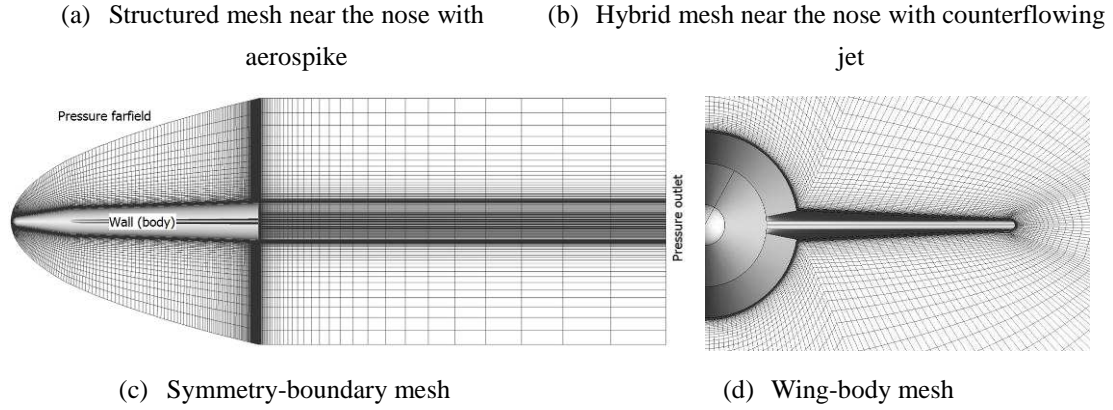 (a) Structured mesh near the nose with
aerospike
(b) Hybrid mesh near the nose with counterflowing
jet
Pressure farfield
Wall (body)
Pressure outlet
(c) Symmetry-boundary mesh
(d) Wing-body mesh